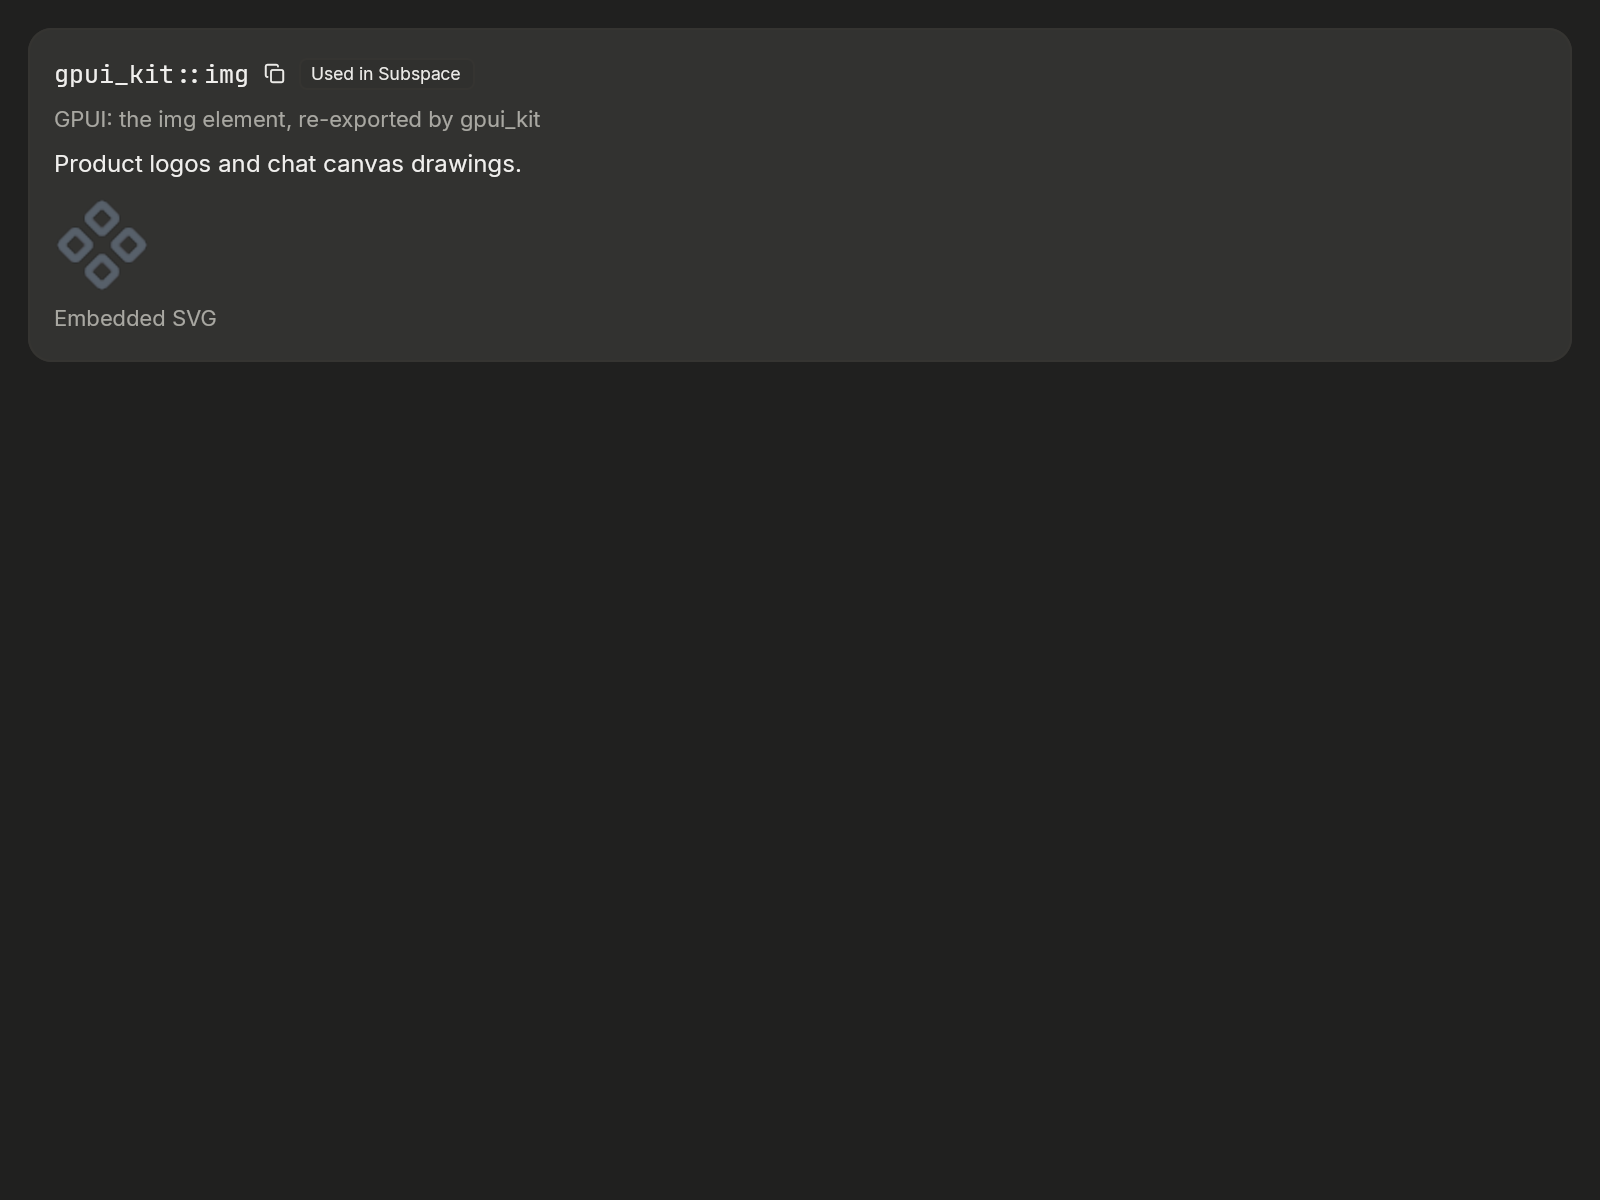 gpui_kit::img Used in Subspace
GPUI: the img element, re-exported by gpui_kit
Product logos and chat canvas drawings.
Embedded SVG